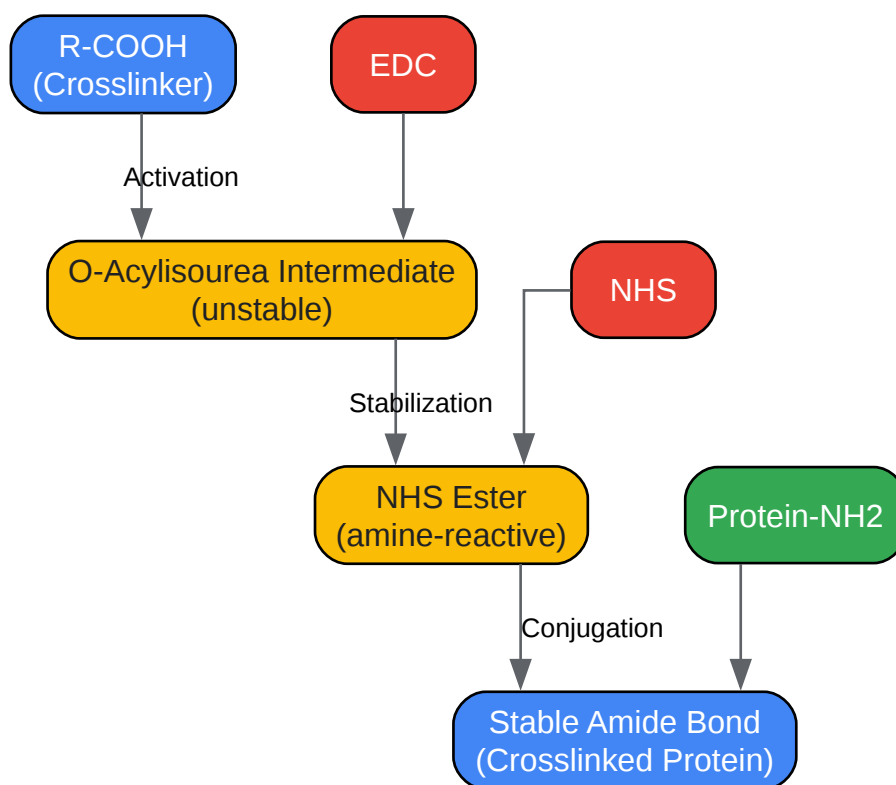 R-COOH
(Crosslinker)
EDC
Activation
O-Acylisourea Intermediate
(unstable)
NHS
Stabilization
NHS Ester
(amine-reactive)
Protein-NH2
Conjugation
Stable Amide Bond
(Crosslinked Protein)